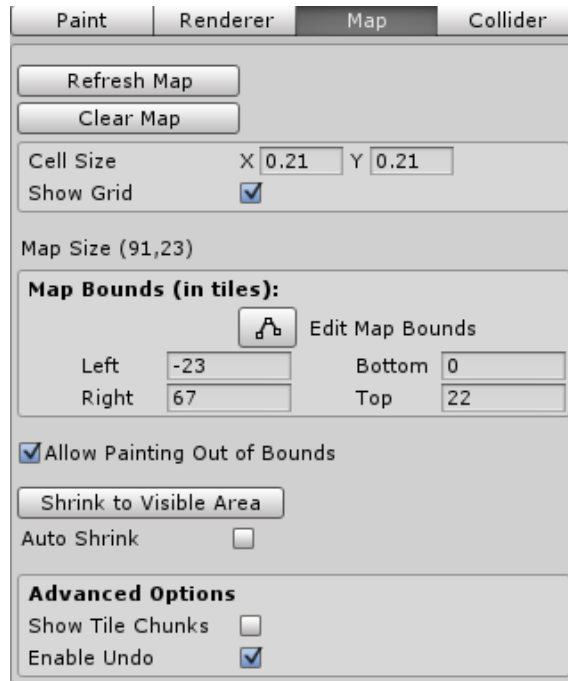 Paint Renderer Map Collider
Refresh Map
Clear Map
Cell Size X 0.21 Y 0.21
Show Grid
Map Size (91,23)
Map Bounds (in tiles):
Edit Map Bounds
Left -23 Bottom 0
Right 67 Top 22
Allow Painting Out of Bounds
Shrink to Visible Area
Auto Shrink
Advanced Options
Show Tile Chunks
Enable Undo